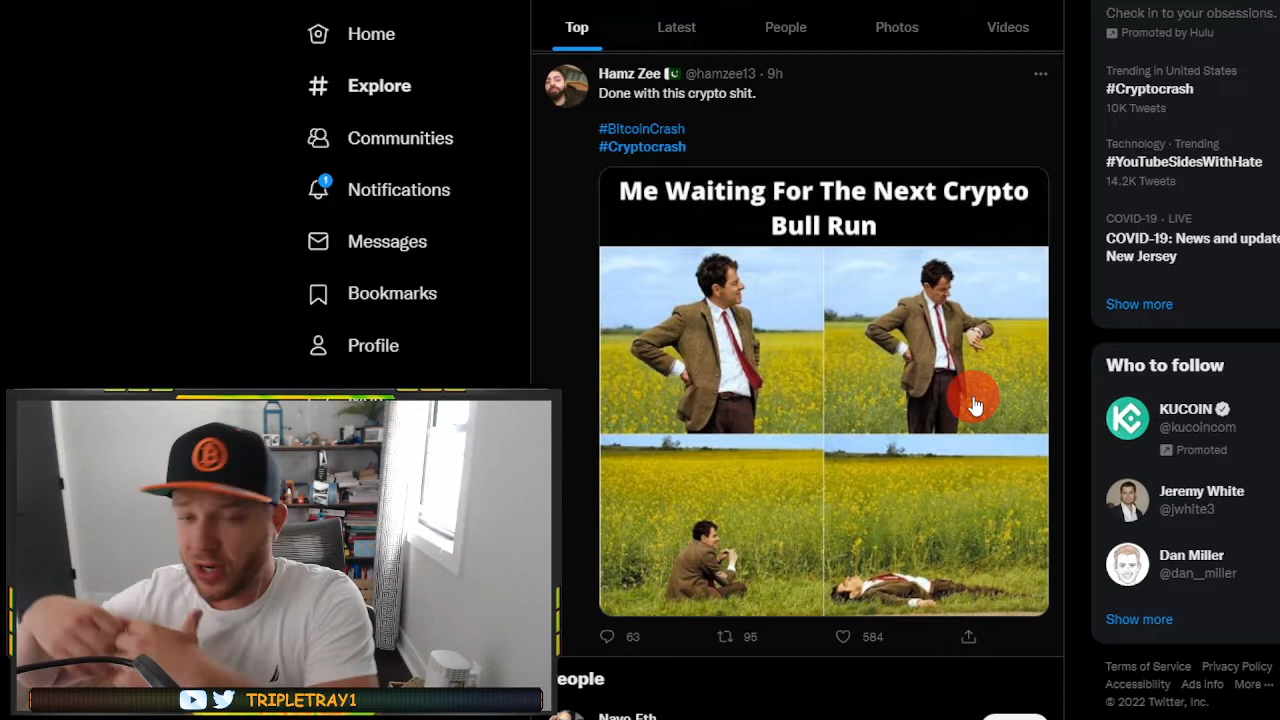 Home
Explore
Communities
Notifications
1
Messages
Bookmarks
Profile
TRIPLETRAY1
Top Latest People Photos Videos
Hamz Zee @hamzee13 · 9h
Done with this crypto shit.
#BitcoinCrash
#Cryptocrash
Me Waiting For The Next Crypto
Bull Run
63 95 584
eople
Check in to your obsessions.
Promoted by Hulu
Trending in United States
#Cryptocrash
10K Tweets
Technology · Trending
#YouTubeSidesWithHate
14.2K Tweets
COVID-19 · LIVE
COVID-19: News and update
New Jersey
Show more
Who to follow
KUCOIN
@kucoincom
Promoted
Jeremy White
@jwhite3
Dan Miller
@dan__miller
Show more
Terms of Service Privacy Policy
Accessibility Ads info More ···
© 2022 Twitter, Inc.